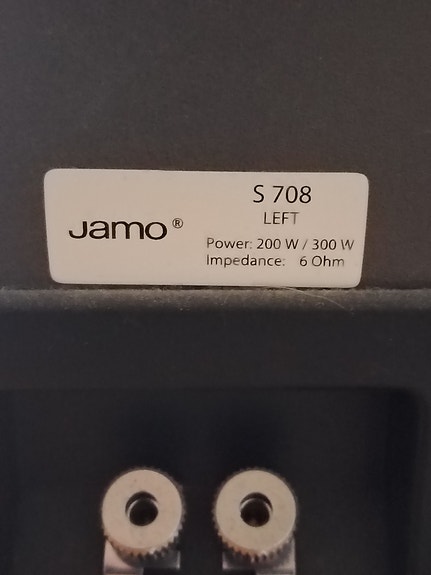 Jamo®
S 708
LEFT
Power: 200 W / 300 W
Impedance: 6 Ohm